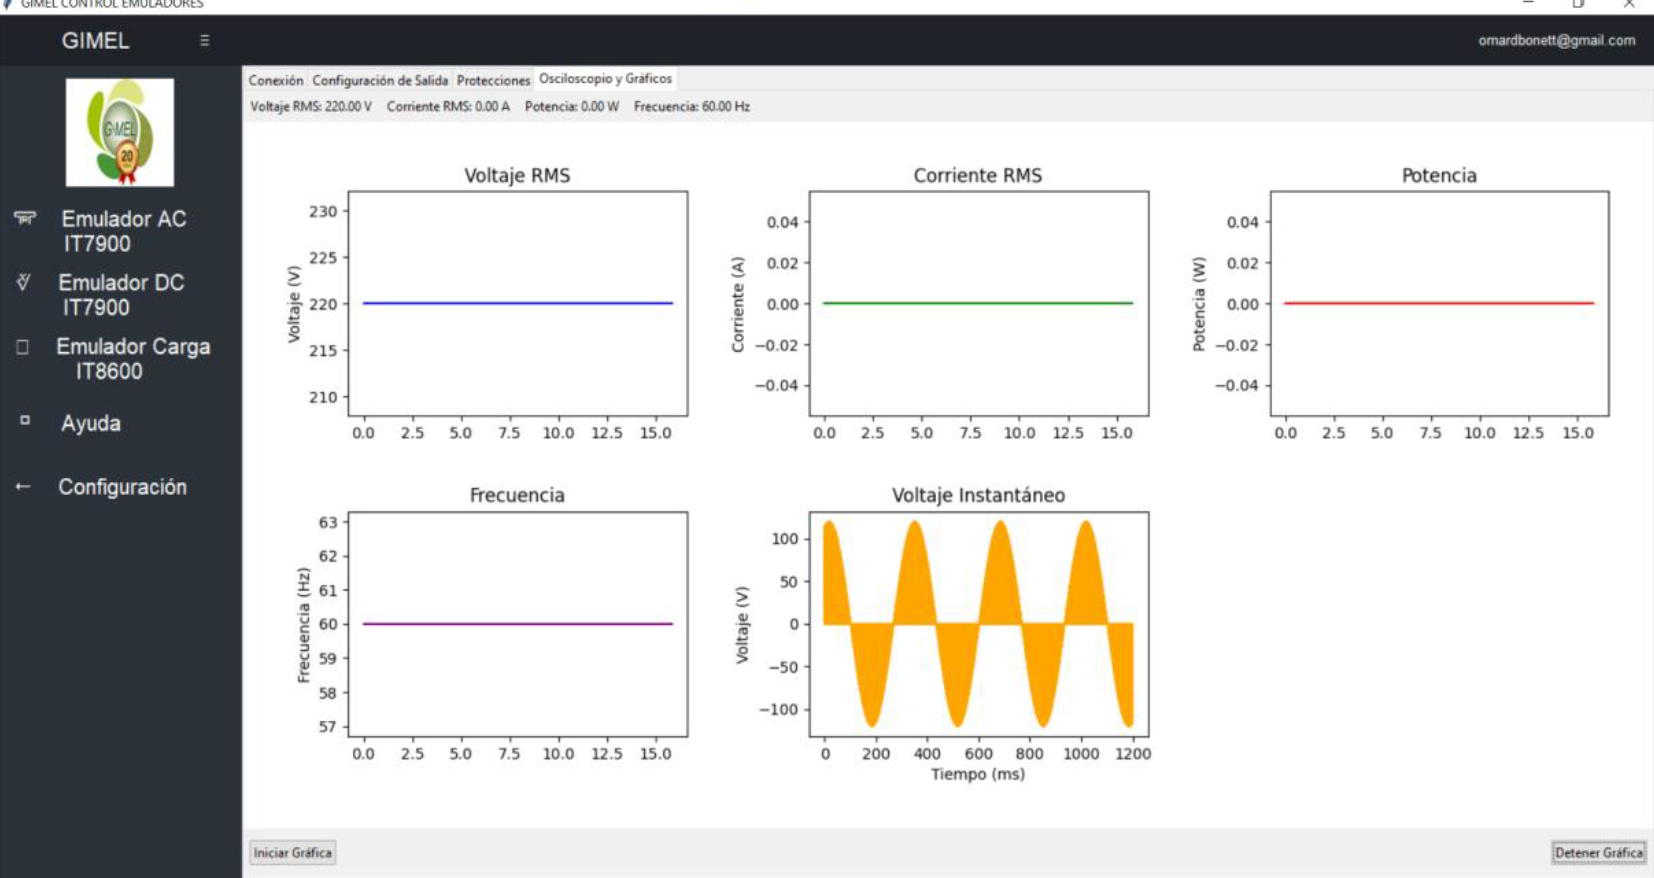 GIMEL CONTROL EMULADORES
GIMEL
omardbonett@gmail.com
GIMEL
20
Emulador AC
IT7900
Emulador DC
IT7900
Emulador Carga
IT8600
Ayuda
Configuración
Conexión Configuración de Salida Protecciones Osciloscopio y Gráficos
Voltaje RMS: 220.00 V Corriente RMS: 0.00 A Potencia: 0.00 W Frecuencia: 60.00 Hz
Voltaje RMS
Voltaje (V)
230
225
220
215
210
0.0 2.5 5.0 7.5 10.0 12.5 15.0
Corriente RMS
Corriente (A)
0.04
0.02
0.00
−0.02
−0.04
0.0 2.5 5.0 7.5 10.0 12.5 15.0
Potencia
Potencia (W)
0.04
0.02
0.00
−0.02
−0.04
0.0 2.5 5.0 7.5 10.0 12.5 15.0
Frecuencia
Frecuencia (Hz)
63
62
61
60
59
58
57
0.0 2.5 5.0 7.5 10.0 12.5 15.0
Voltaje Instantáneo
Voltaje (V)
100
50
0
−50
−100
0 200 400 600 800 1000 1200
Tiempo (ms)
Iniciar Gráfica
Detener Gráfica